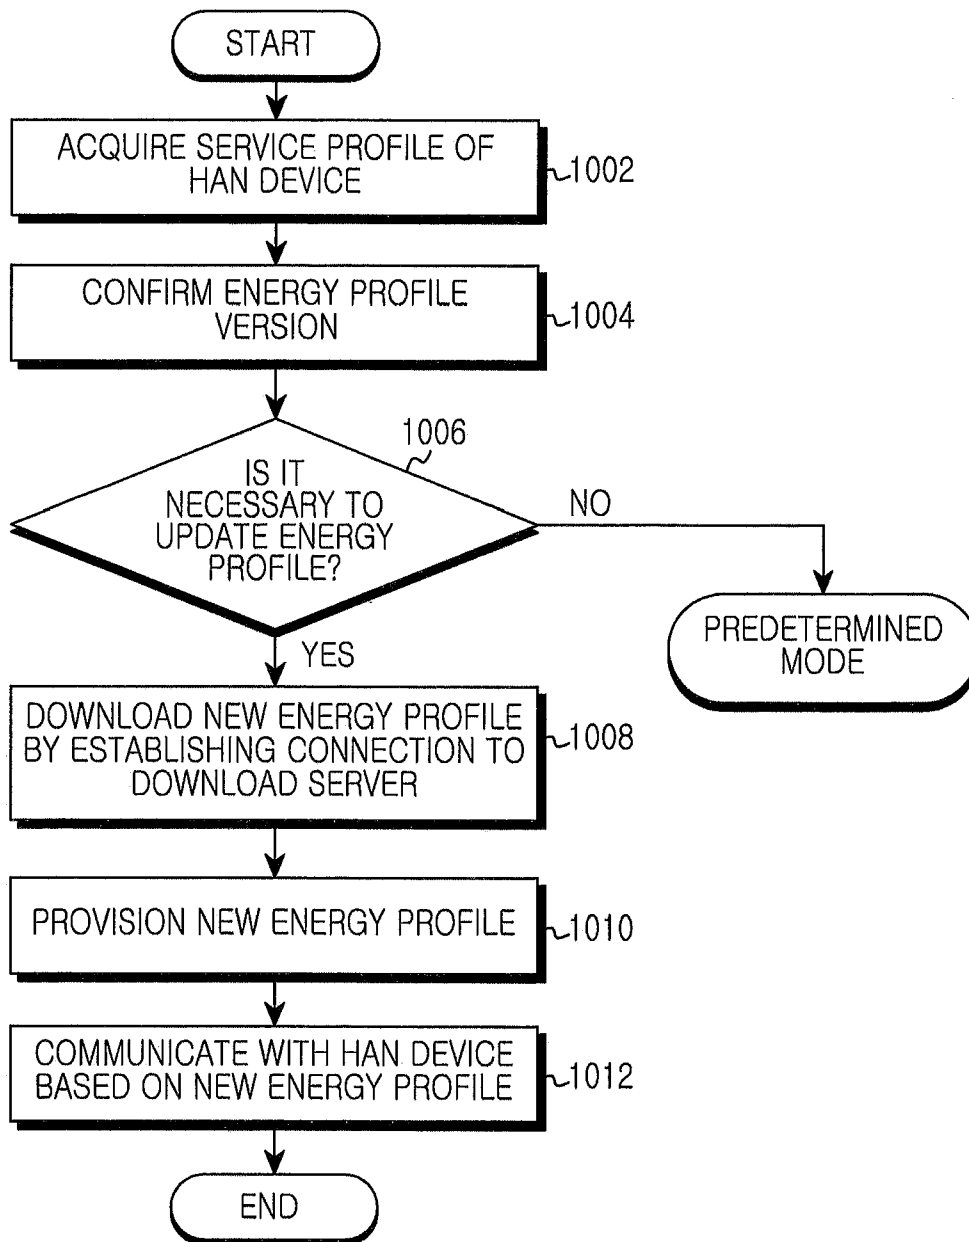 START
ACQUIRE SERVICE PROFILE OF
HAN DEVICE
1002
CONFIRM ENERGY PROFILE
VERSION
1004
1006
IS IT
NECESSARY TO
UPDATE ENERGY
PROFILE?
NO
PREDETERMINED
MODE
YES
DOWNLOAD NEW ENERGY PROFILE
BY ESTABLISHING CONNECTION TO
DOWNLOAD SERVER
1008
PROVISION NEW ENERGY PROFILE
1010
COMMUNICATE WITH HAN DEVICE
BASED ON NEW ENERGY PROFILE
1012
END